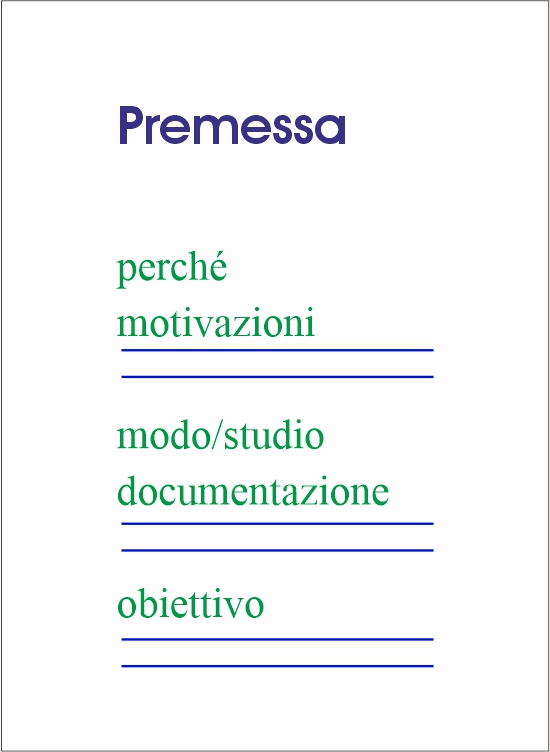 Premessa
perché
motivazioni
modo/studio
documentazione
obiettivo